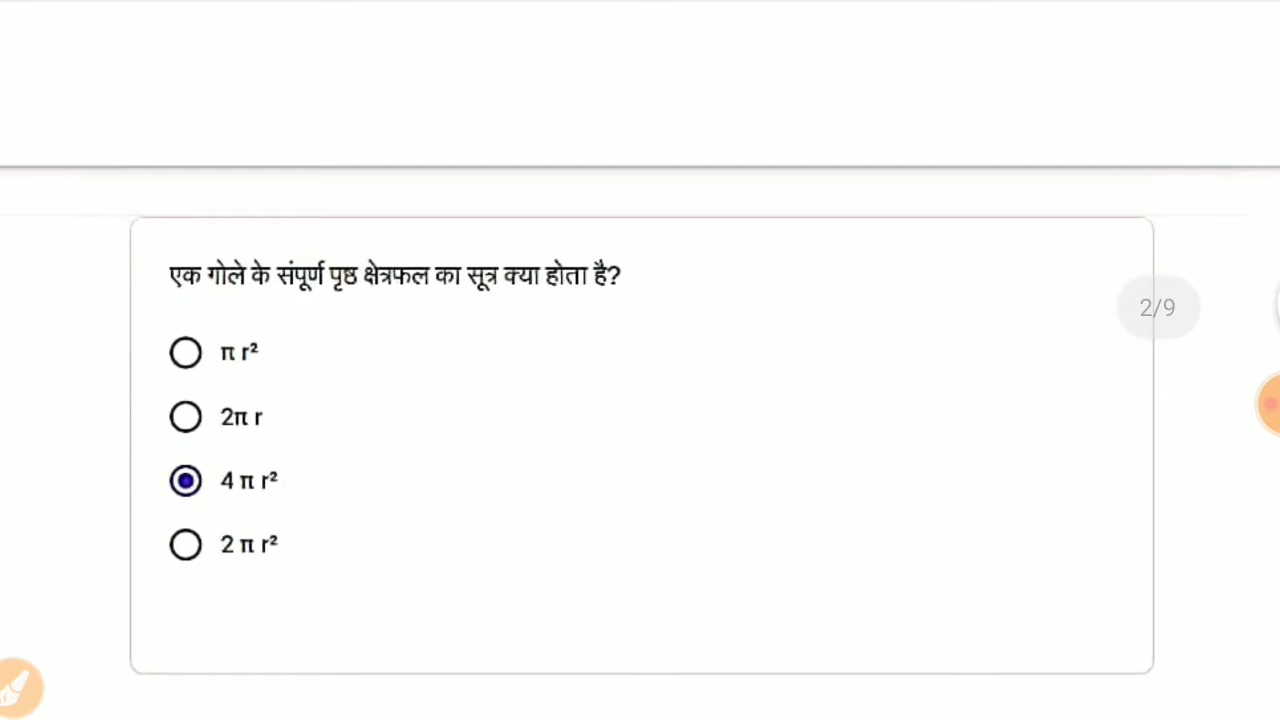 एक गोले के संपूर्ण पृष्ठ क्षेत्रफल का सूत्र क्या होता है?
2/9
π r²
2π r
4 π r²
2 π r²